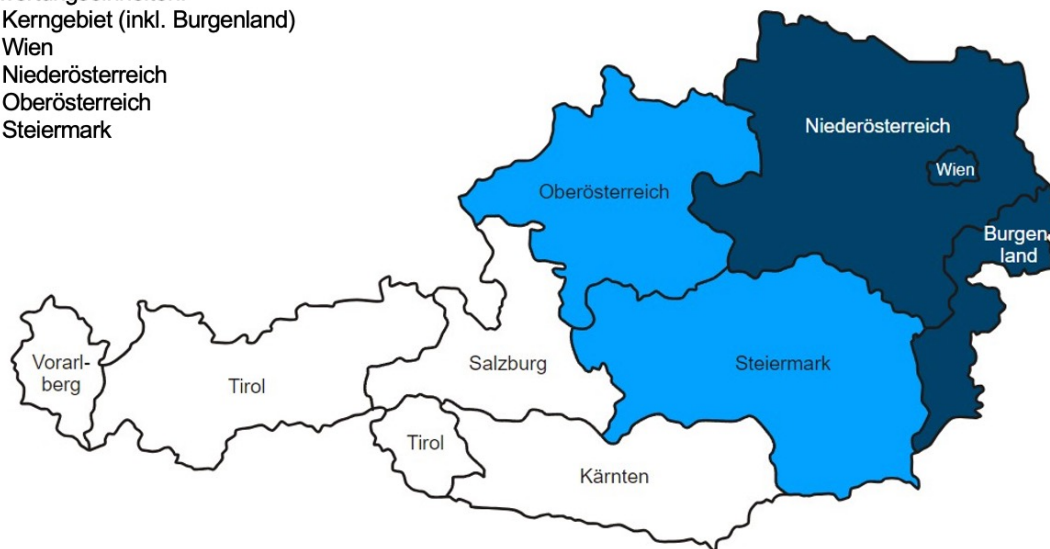 Kerngebiet (inkl. Burgenland)
Wien
Niederösterreich
Oberösterreich
Steiermark
Niederösterreich
Wien
Oberösterreich
Burgen-
land
Vorarl-
berg
Tirol
Salzburg
Steiermark
Tirol
Kärnten